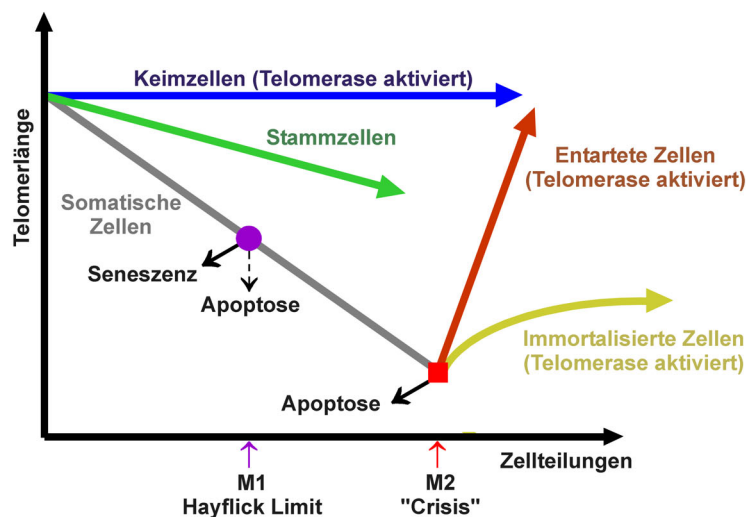 Keimzellen (Telomerase aktiviert)
Stammzellen
Entartete Zellen
(Telomerase aktiviert)
Telomerlänge
Somatische
Zellen
Seneszenz
Apoptose
Immortalisierte Zellen
(Telomerase aktiviert)
Apoptose
Zellteilungen
M1
Hayflick Limit
M2
"Crisis"